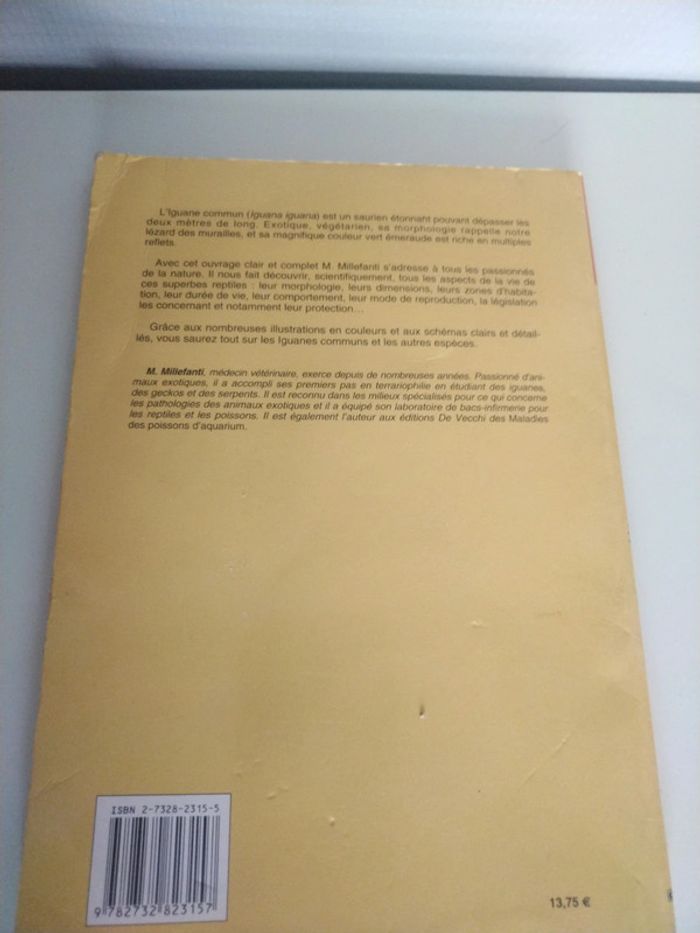 L'Iguane commun (Iguana iguana) est un saurien étonnant pouvant dépasser les
deux mètres de long. Exotique, végétarien, sa morphologie rappelle notre
lézard des murailles, et sa magnifique couleur vert émeraude est riche en multiples
reflets.
Avec cet ouvrage clair et complet M. Millefanti s'adresse à tous les passionnés
de la nature. Il nous fait découvrir, scientifiquement, tous les aspects de la vie de
ces superbes reptiles : leur morphologie, leurs dimensions, leurs zones d'habita-
tion, leur durée de vie, leur comportement, leur mode de reproduction, la législation
les concernant et notamment leur protection...
Grâce aux nombreuses illustrations en couleurs et aux schémas clairs et détail-
lés, vous saurez tout sur les Iguanes communs et les autres espèces.
M. Millefanti, médecin vétérinaire, exerce depuis de nombreuses années. Passionné d'ani-
maux exotiques, il a accompli ses premiers pas en terrariophilie en étudiant des iguanes,
des geckos et des serpents. Il est reconnu dans les milieux spécialisés pour ce qui concerne
les pathologies des animaux exotiques et il a équipé son laboratoire de bacs-infirmerie pour
les reptiles et les poissons. Il est également l'auteur aux éditions De Vecchi des Maladies
des poissons d'aquarium.
ISBN 2-7328-2315-5
9 782732 823157
13,75 €